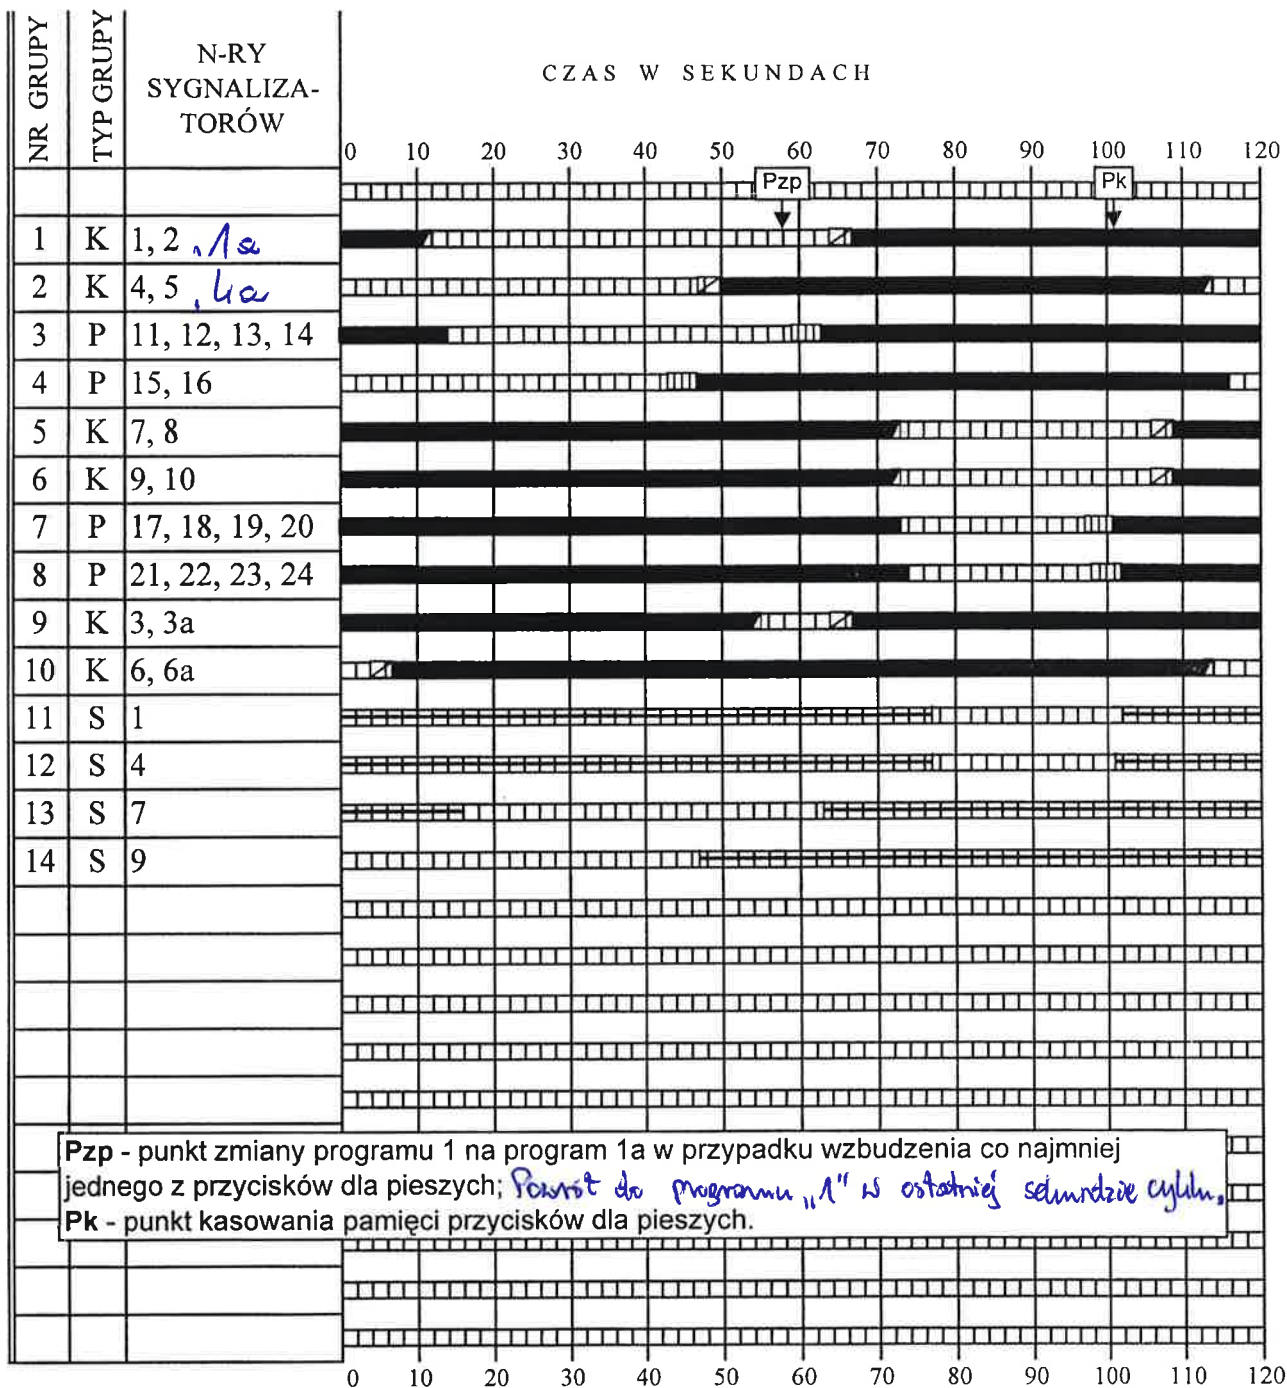 NR GRUPY
TYP GRUPY
N-RY
SYGNALIZA-
TORÓW
CZAS W SEKUNDACH
0 10 20 30 40 50 60 70 80 90 100 110 120
Pzp Pk
1 K 1, 2 , 1a
2 K 4, 5 , 4a
3 P 11, 12, 13, 14
4 P 15, 16
5 K 7, 8
6 K 9, 10
7 P 17, 18, 19, 20
8 P 21, 22, 23, 24
9 K 3, 3a
10 K 6, 6a
11 S 1
12 S 4
13 S 7
14 S 9
Pzp - punkt zmiany programu 1 na program 1a w przypadku wzbudzenia co najmniej
jednego z przycisków dla pieszych; Powrót do programu „1" w ostatniej sekundzie cyklu.
Pk - punkt kasowania pamięci przycisków dla pieszych.
0 10 20 30 40 50 60 70 80 90 100 110 120